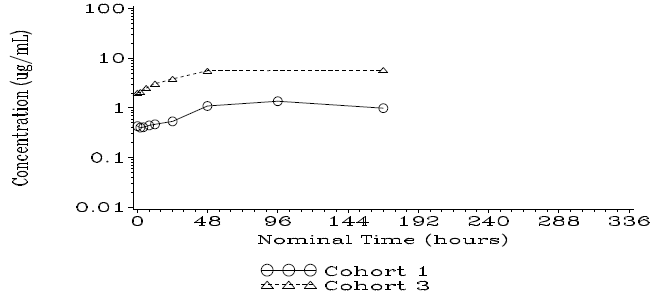 100
10
1
0.1
0.01
Concentration (ug/mL)
0 48 96 144 192 240 288 336
Nominal Time (hours)
Cohort 1
Cohort 3